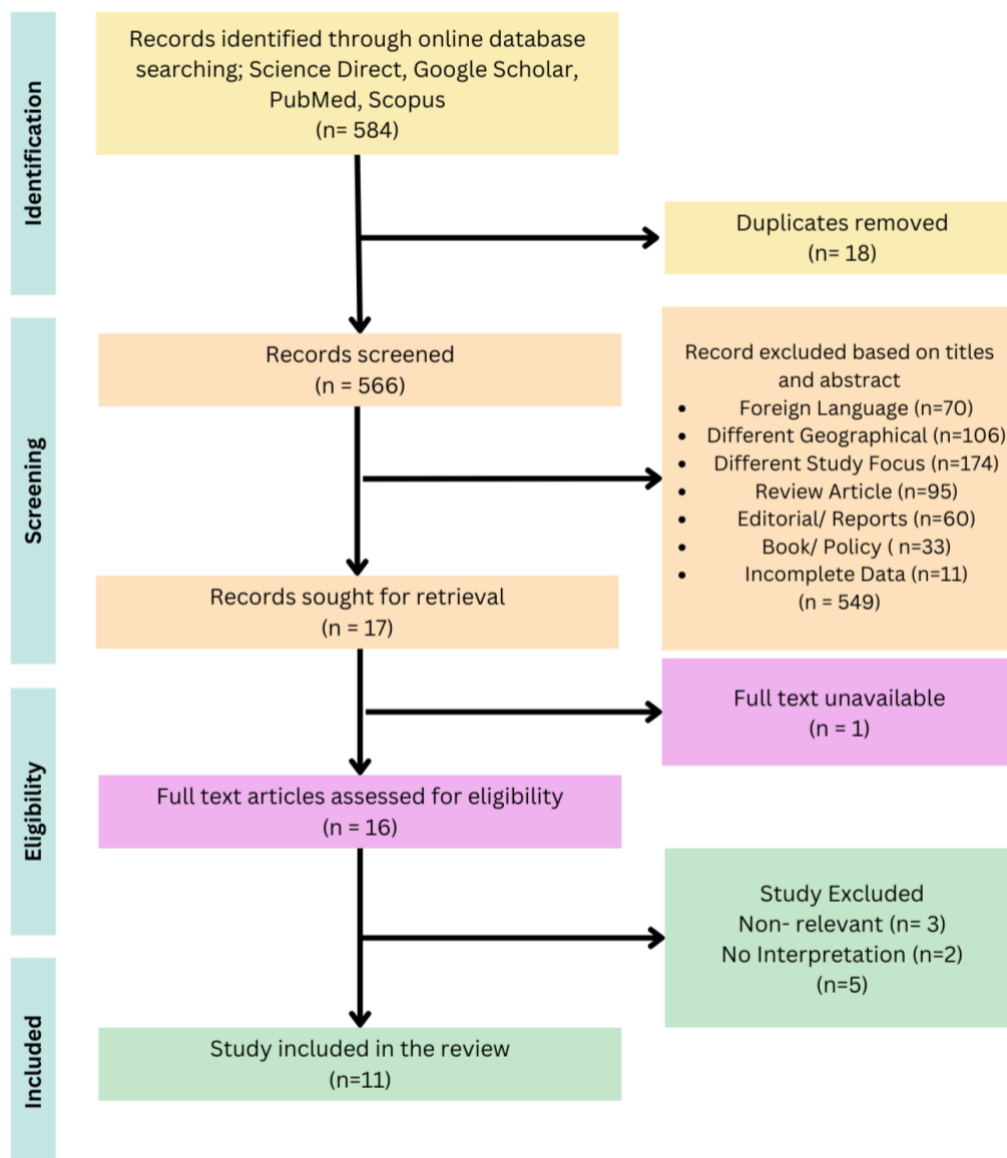 Identification
Records identified through online database
searching; Science Direct, Google Scholar,
PubMed, Scopus
(n= 584)
Duplicates removed
(n= 18)
Screening
Records screened
(n = 566)
Record excluded based on titles
and abstract
• Foreign Language (n=70)
• Different Geographical (n=106)
• Different Study Focus (n=174)
• Review Article (n=95)
• Editorial/ Reports (n=60)
• Book/ Policy ( n=33)
• Incomplete Data (n=11)
(n = 549)
Records sought for retrieval
(n = 17)
Eligibility
Full text unavailable
(n = 1)
Full text articles assessed for eligibility
(n = 16)
Study Excluded
Non- relevant (n= 3)
No Interpretation (n=2)
(n=5)
Included
Study included in the review
(n=11)